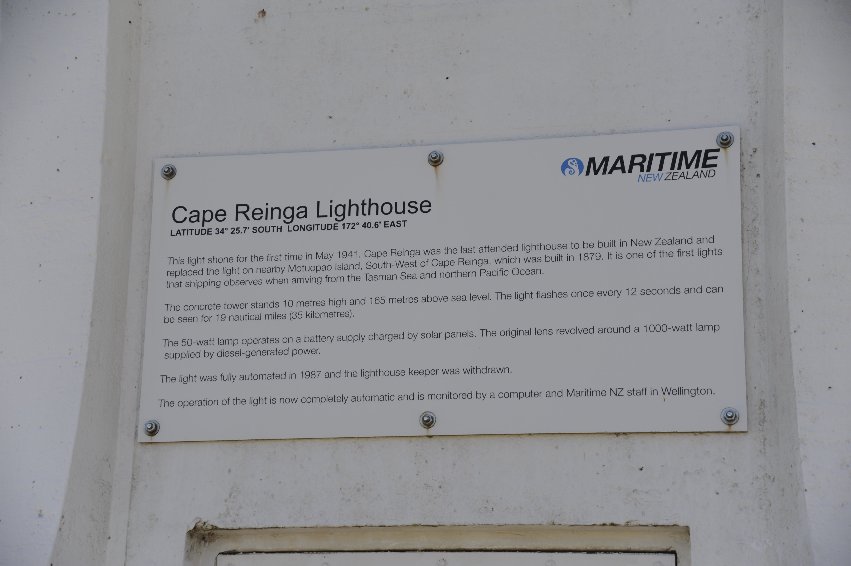 MARITIME
NEW ZEALAND
Cape Reinga Lighthouse
LATITUDE 34° 25.7' SOUTH LONGITUDE 172° 40.6' EAST
This light shone for the first time in May 1941. Cape Reinga was the last attended lighthouse to be built in New Zealand and
replaced the light on nearby Motuopao Island, South-West of Cape Reinga, which was built in 1879. It is one of the first lights
that shipping observes when arriving from the Tasman Sea and northern Pacific Ocean.
The concrete tower stands 10 metres high and 165 metres above sea level. The light flashes once every 12 seconds and can
be seen for 19 nautical miles (35 kilometres).
The 50-watt lamp operates on a battery supply charged by solar panels. The original lens revolved around a 1000-watt lamp
supplied by diesel-generated power.
The light was fully automated in 1987 and the lighthouse keeper was withdrawn.
The operation of the light is now completely automatic and is monitored by a computer and Maritime NZ staff in Wellington.